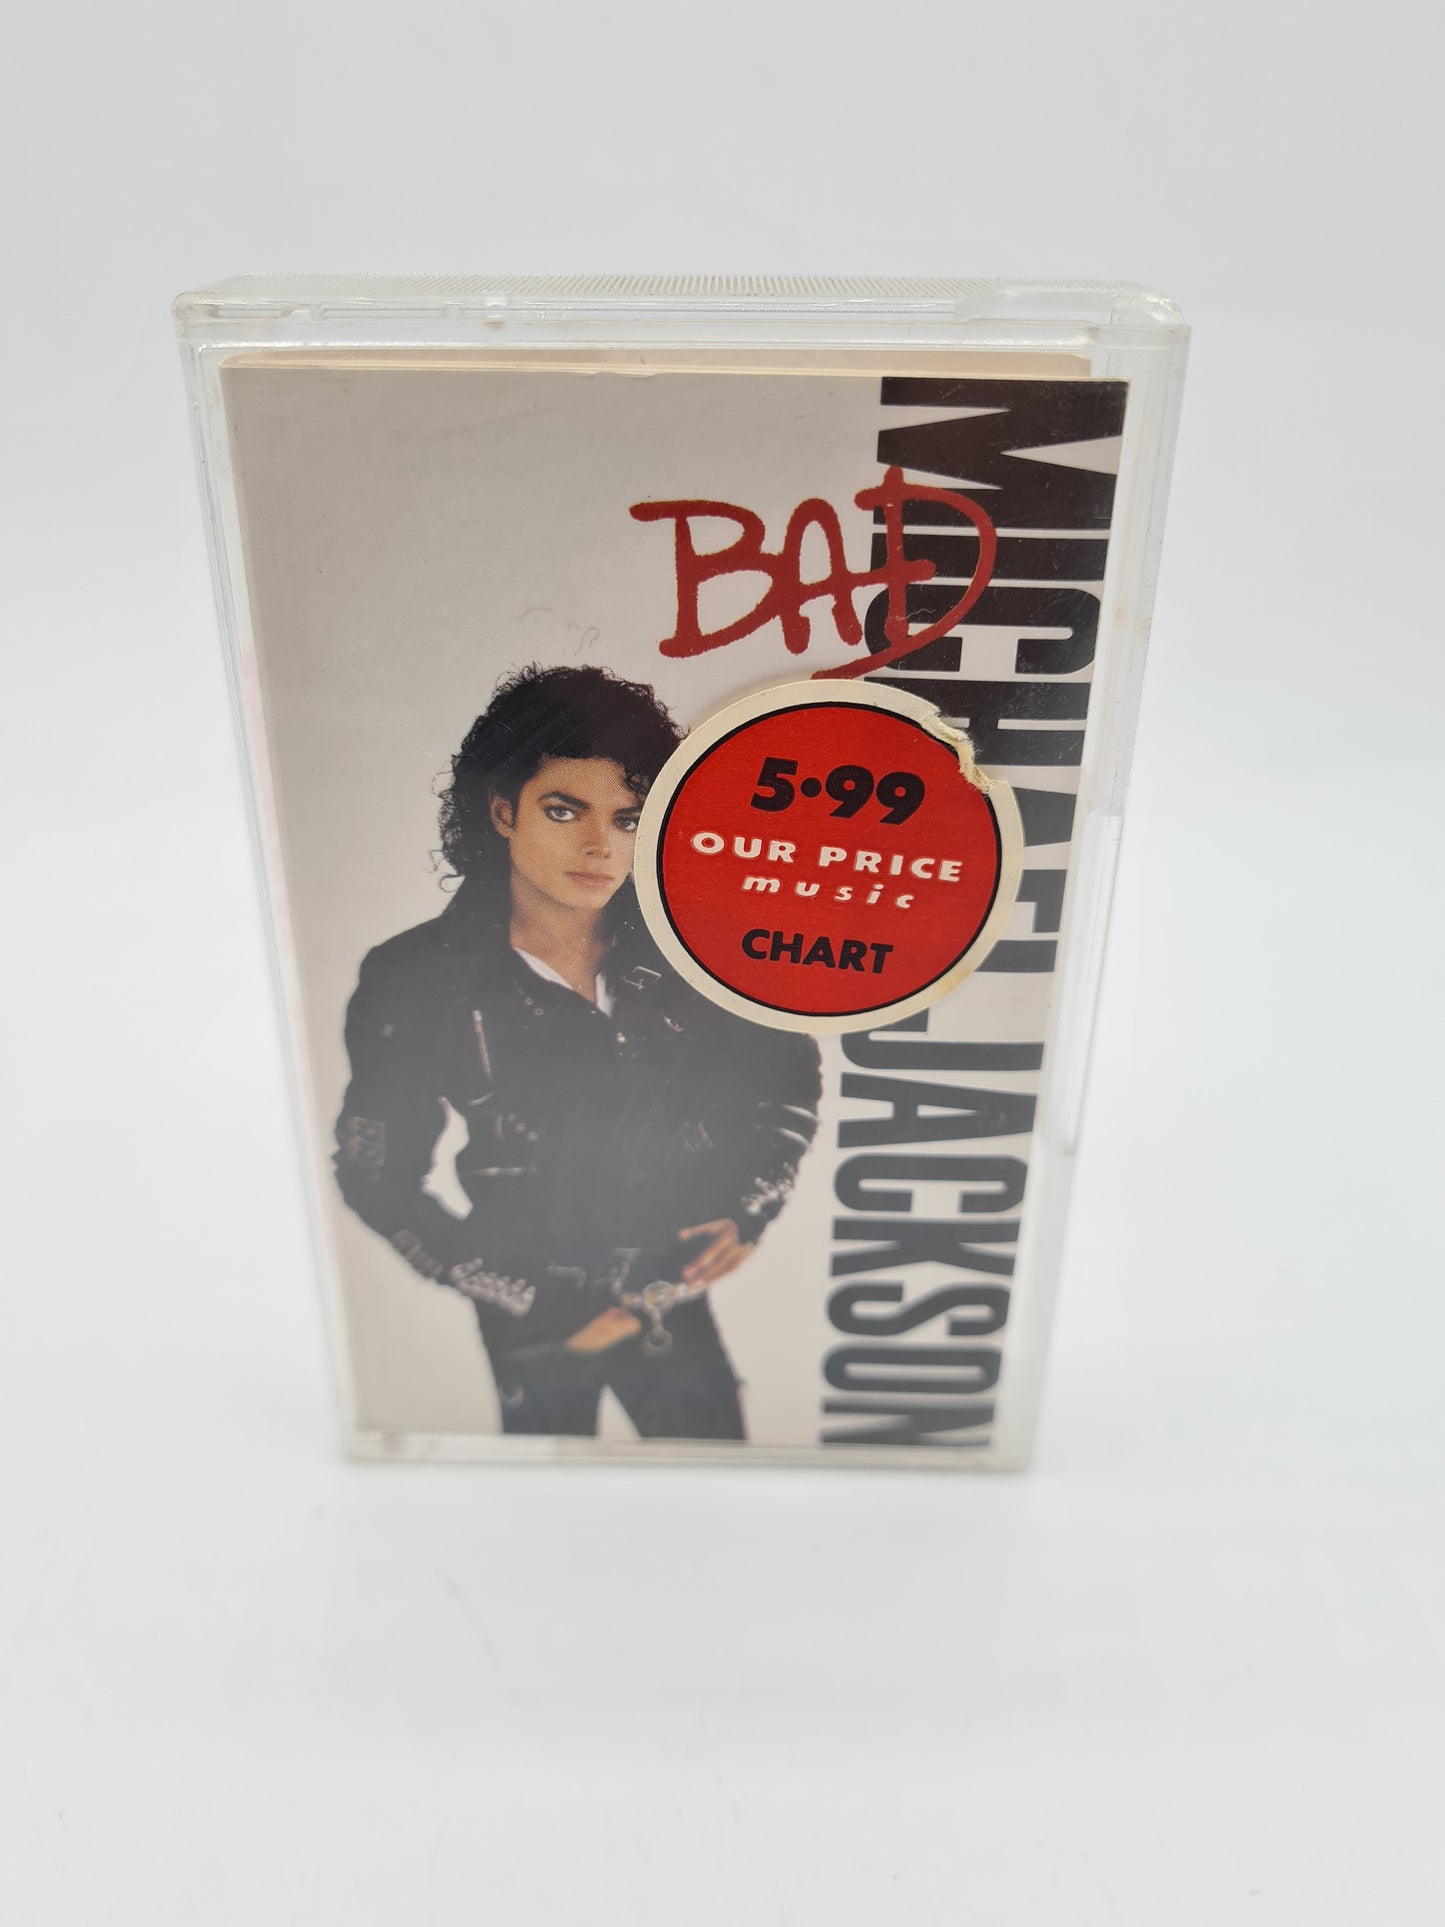 BAD
MICHAEL JACKSON
5.99
OUR PRICE
music
CHART